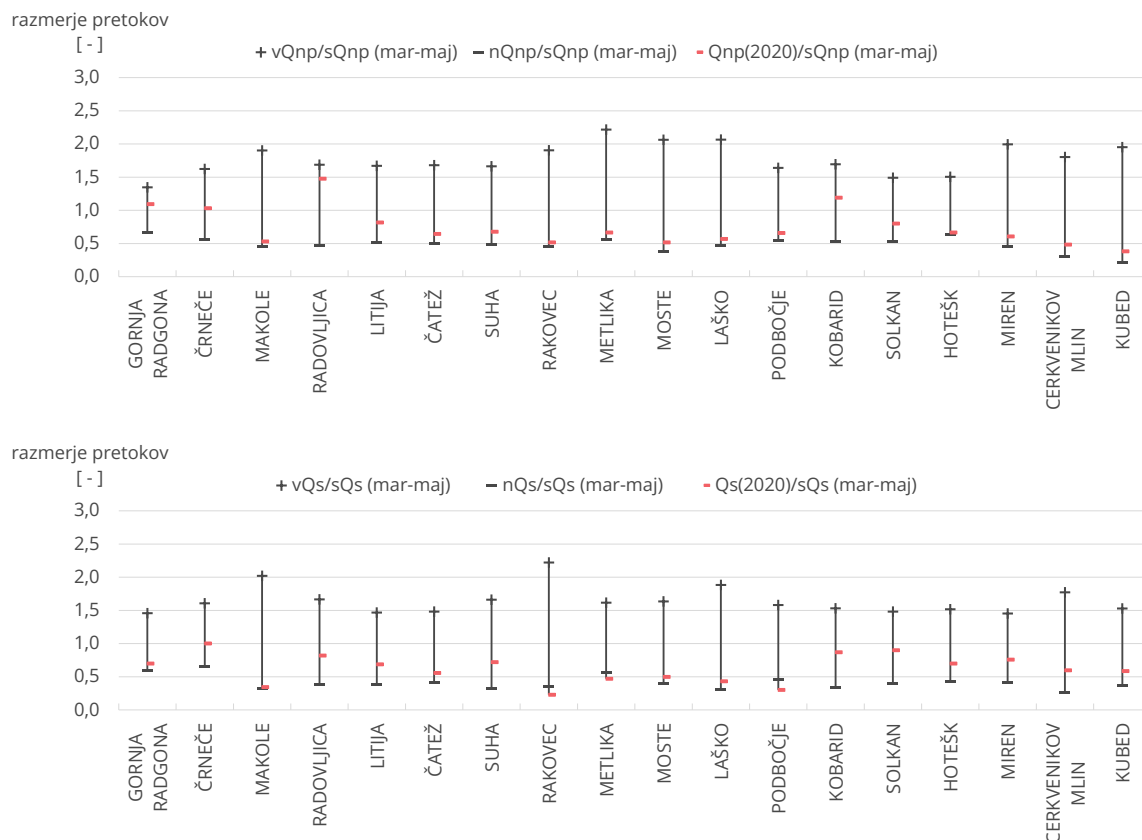 razmerje pretokov
[ - ]
vQnp/sQnp (mar-maj) nQnp/sQnp (mar-maj) Qnp(2020)/sQnp (mar-maj)
3,0
2,5
2,0
1,5
1,0
0,5
0,0
GORNJA
RADGONA
ČRNEČE
MAKOLE
RADOVLJICA
LITIJA
ČATEŽ
SUHA
RAKOVEC
METLIKA
MOSTE
LAŠKO
PODBOČJE
KOBARID
SOLKAN
HOTEŠK
MIREN
CERKVENIKOV
MLIN
KUBED
razmerje pretokov
[ - ]
vQs/sQs (mar-maj) nQs/sQs (mar-maj) Qs(2020)/sQs (mar-maj)
3,0
2,5
2,0
1,5
1,0
0,5
0,0
GORNJA
RADGONA
ČRNEČE
MAKOLE
RADOVLJICA
LITIJA
ČATEŽ
SUHA
RAKOVEC
METLIKA
MOSTE
LAŠKO
PODBOČJE
KOBARID
SOLKAN
HOTEŠK
MIREN
CERKVENIKOV
MLIN
KUBED